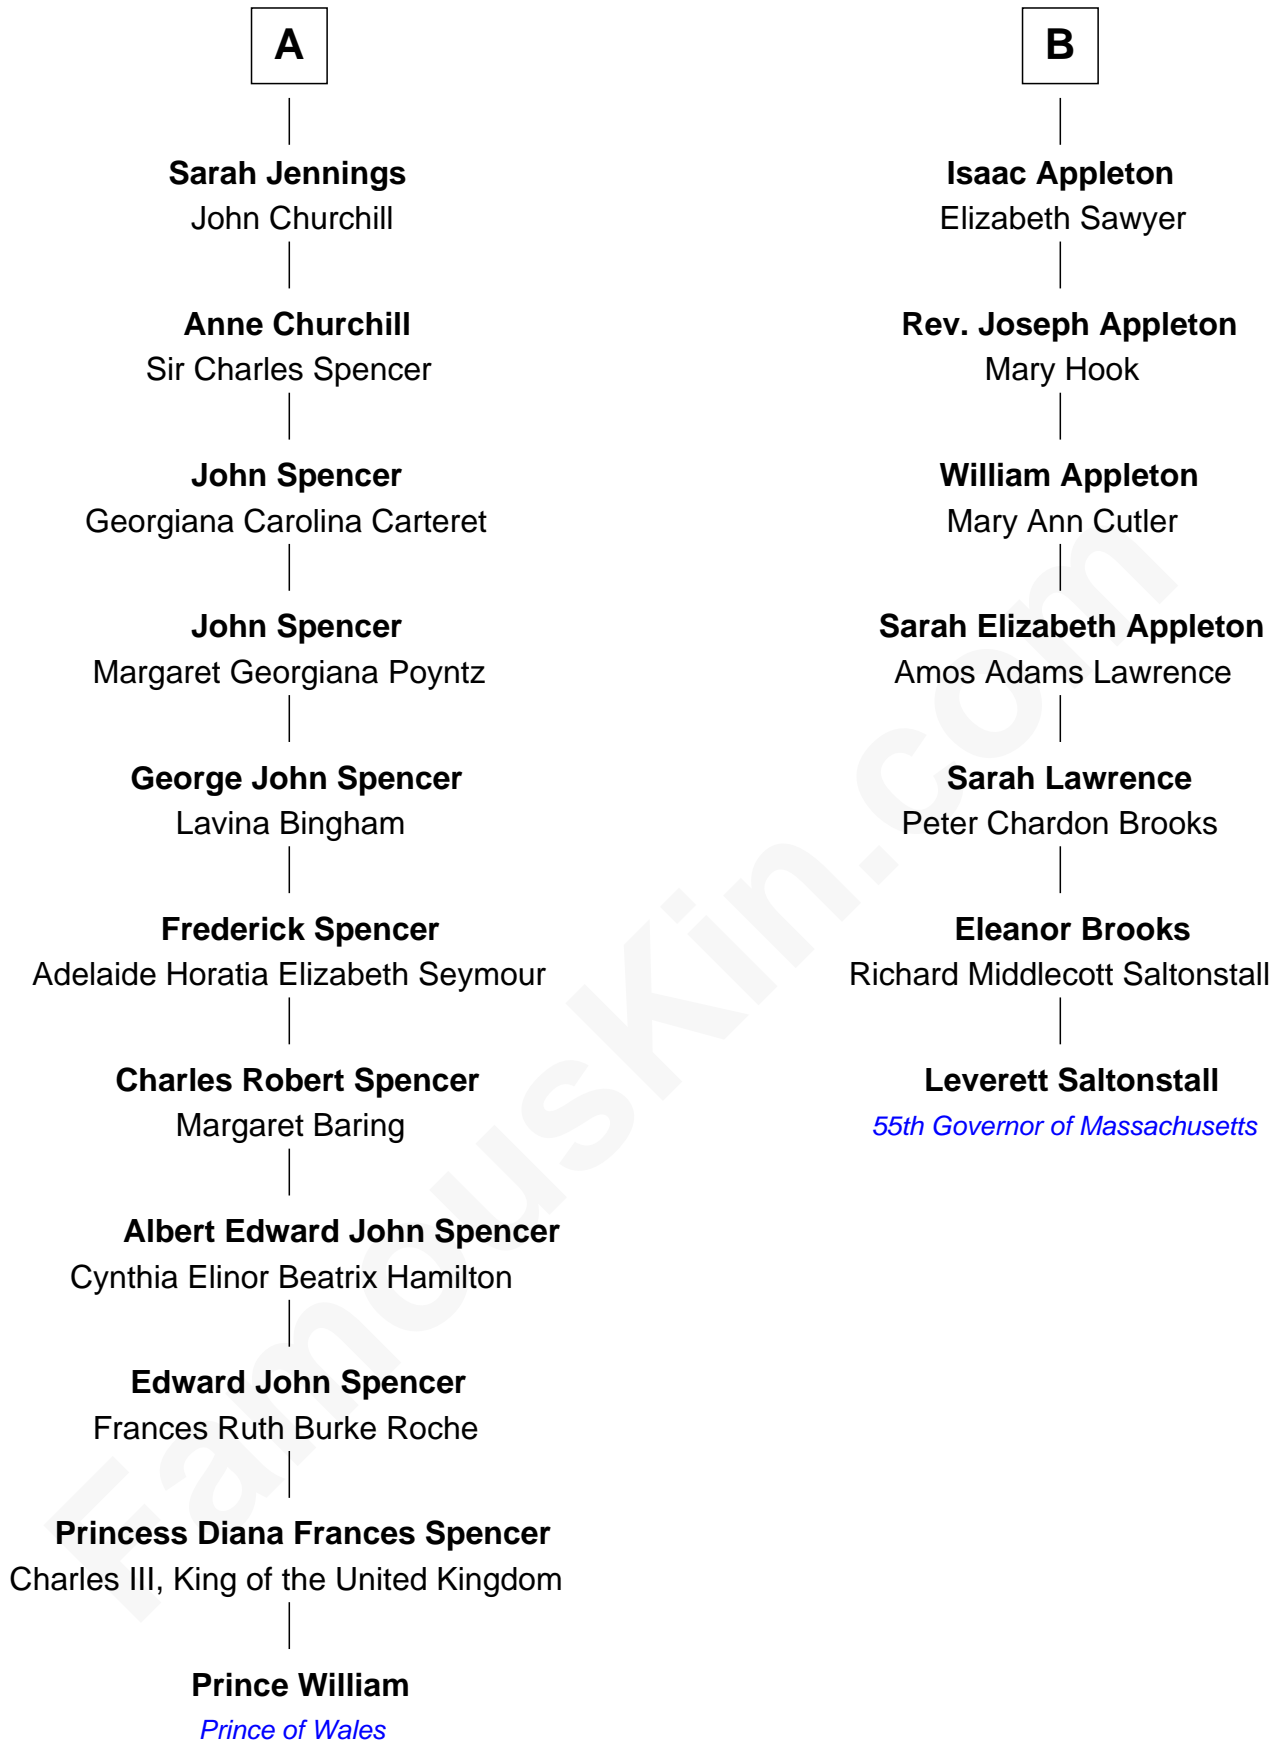 A
Sarah Jennings
John Churchill
Anne Churchill
Sir Charles Spencer
John Spencer
Georgiana Carolina Carteret
John Spencer
Margaret Georgiana Poyntz
George John Spencer
Lavina Bingham
Frederick Spencer
Adelaide Horatia Elizabeth Seymour
Charles Robert Spencer
Margaret Baring
Albert Edward John Spencer
Cynthia Elinor Beatrix Hamilton
Edward John Spencer
Frances Ruth Burke Roche
Princess Diana Frances Spencer
Charles III, King of the United Kingdom
Prince William
Prince of Wales
B
Isaac Appleton
Elizabeth Sawyer
Rev. Joseph Appleton
Mary Hook
William Appleton
Mary Ann Cutler
Sarah Elizabeth Appleton
Amos Adams Lawrence
Sarah Lawrence
Peter Chardon Brooks
Eleanor Brooks
Richard Middlecott Saltonstall
Leverett Saltonstall
55th Governor of Massachusetts
FamousKin.com